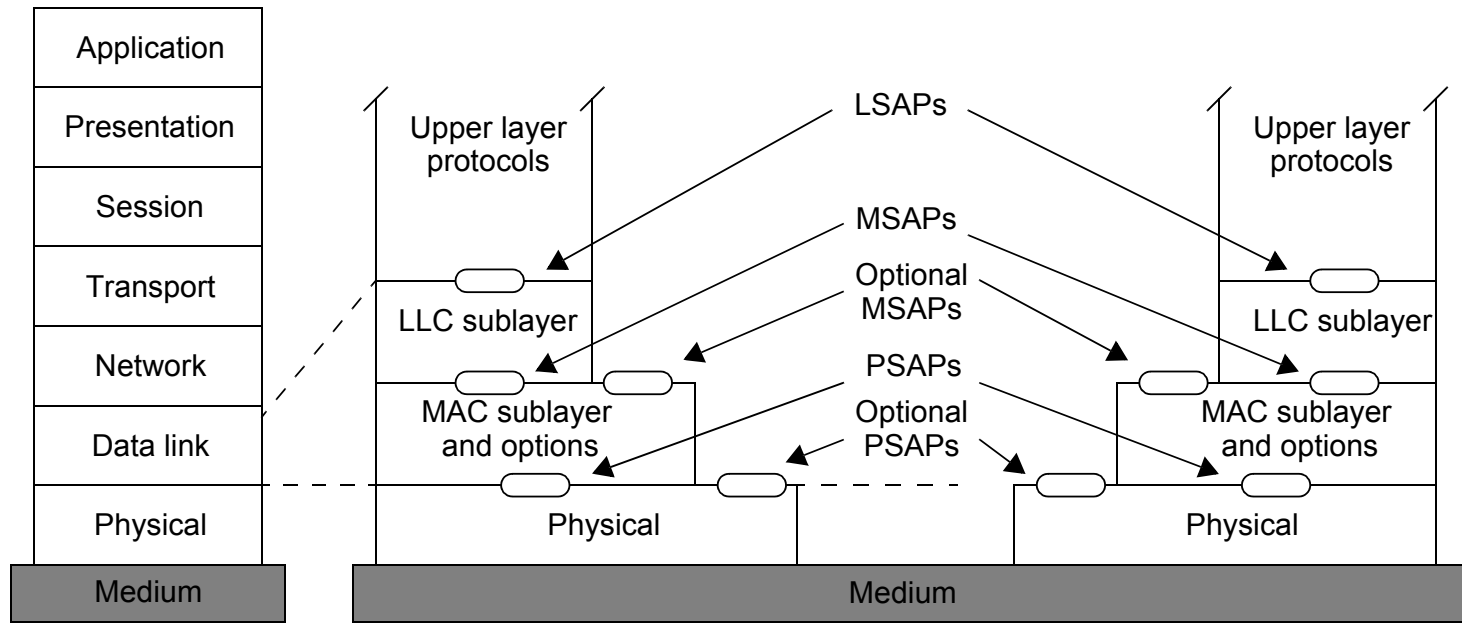 Application
Presentation
Session
Transport
Network
Data link
Physical
Medium
Upper layer
protocols
LLC sublayer
MAC sublayer
and options
Physical
LSAPs
MSAPs
Optional
MSAPs
PSAPs
Optional
PSAPs
Upper layer
protocols
LLC sublayer
MAC sublayer
and options
Physical
Medium